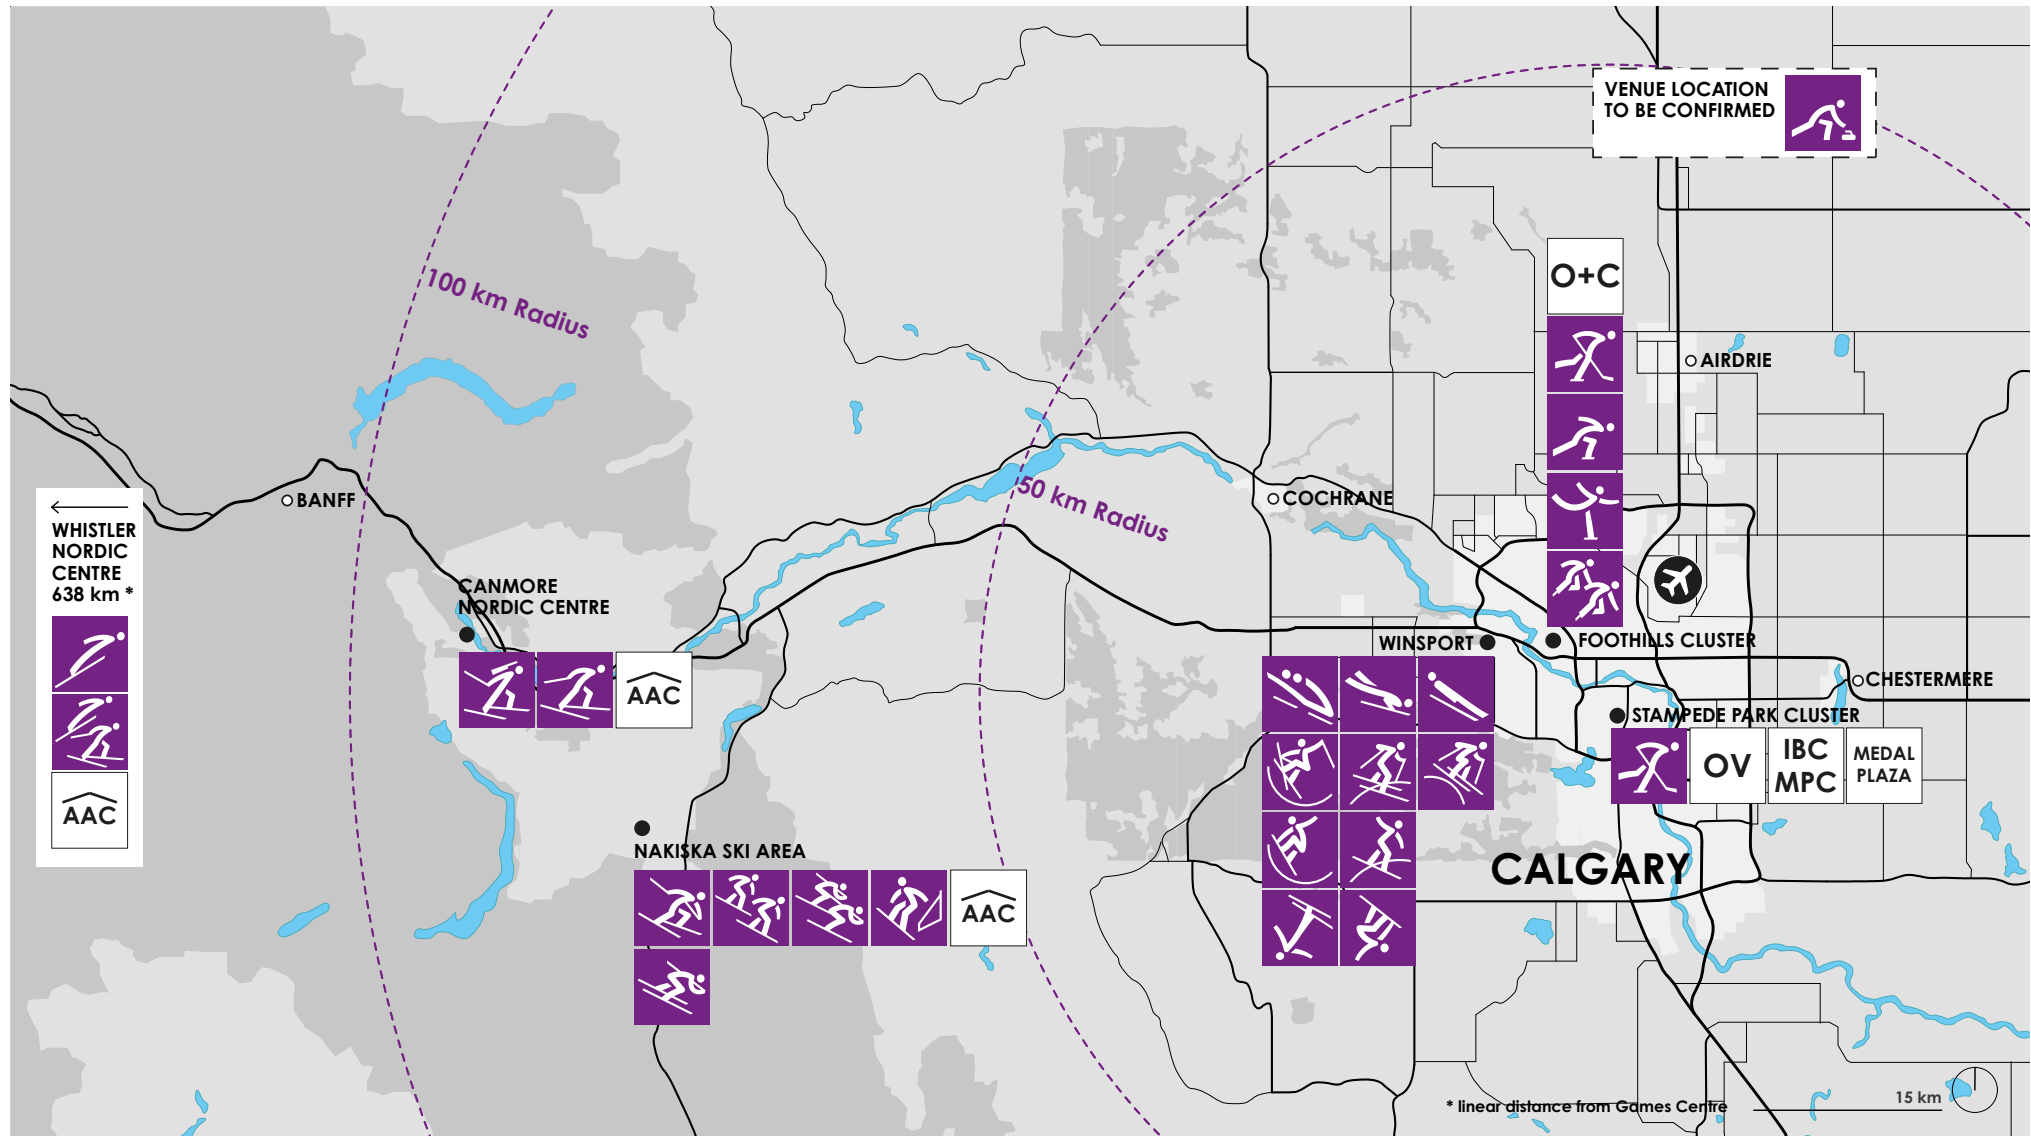 VENUE LOCATION
TO BE CONFIRMED
O+C
100 km Radius
AIRDRIE
50 km Radius
COCHRANE
BANFF
WHISTLER
NORDIC
CENTRE
638 km *
AAC
CANMORE
NORDIC CENTRE
AAC
WINSPORT
FOOTHILLS CLUSTER
CHESTERMERE
STAMPEDE PARK CLUSTER
OV
IBC
MPC
MEDAL
PLAZA
NAKISKA SKI AREA
AAC
CALGARY
* linear distance from Games Centre
15 km